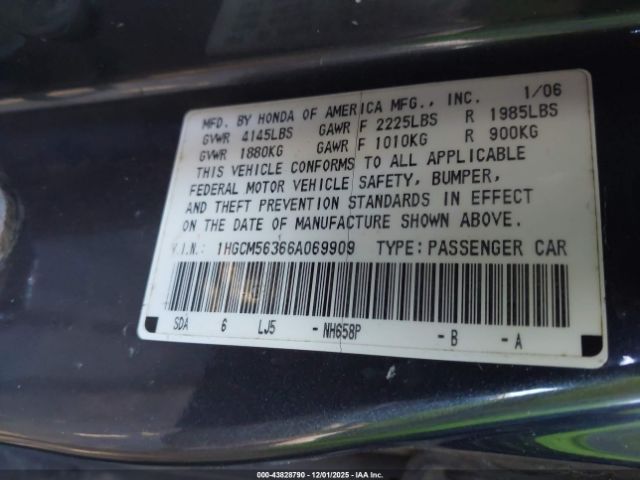 MFD. BY HONDA OF AMERICA MFG., INC. 1/06
GVWR 4145LBS GAWR F 2225LBS R 1985LBS
GVWR 1880KG GAWR F 1010KG R 900KG
THIS VEHICLE CONFORMS TO ALL APPLICABLE
FEDERAL MOTOR VEHICLE SAFETY, BUMPER,
AND THEFT PREVENTION STANDARDS IN EFFECT
ON THE DATE OF MANUFACTURE SHOWN ABOVE.
V.I.N.: 1HGCM56366A069909 TYPE: PASSENGER CAR
SDA 6 LJ5 -NH658P -B -A
000-43828790 - 12/01/2025 - IAA Buyer